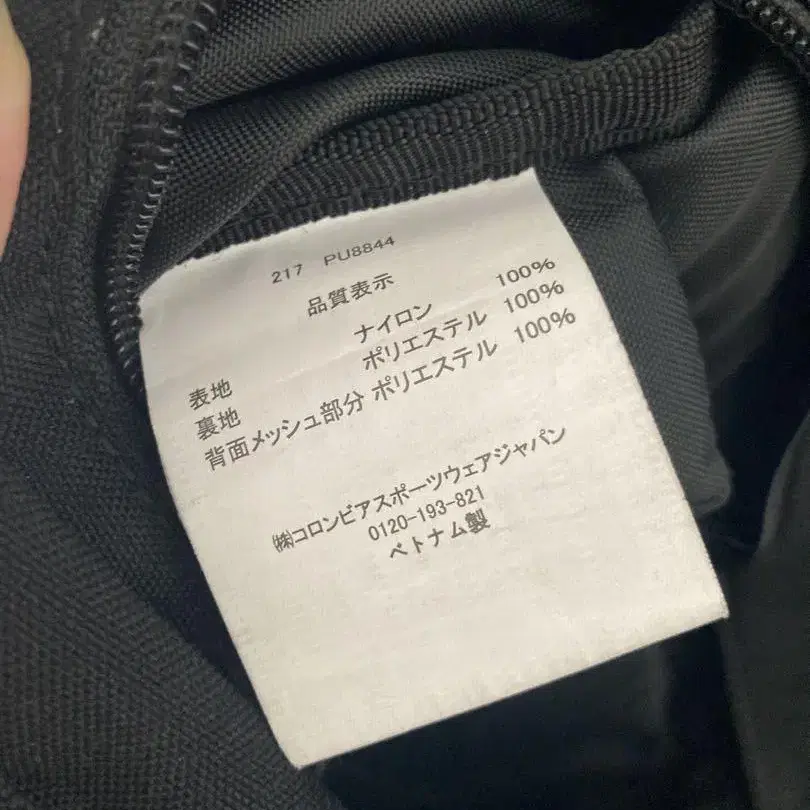 217 PU8844
品質表示
表地 ナイロン 100%
裏地 ポリエステル 100%
背面メッシュ部分 ポリエステル 100%
㈱コロンビアスポーツウェアジャパン
0120-193-821
ベトナム製